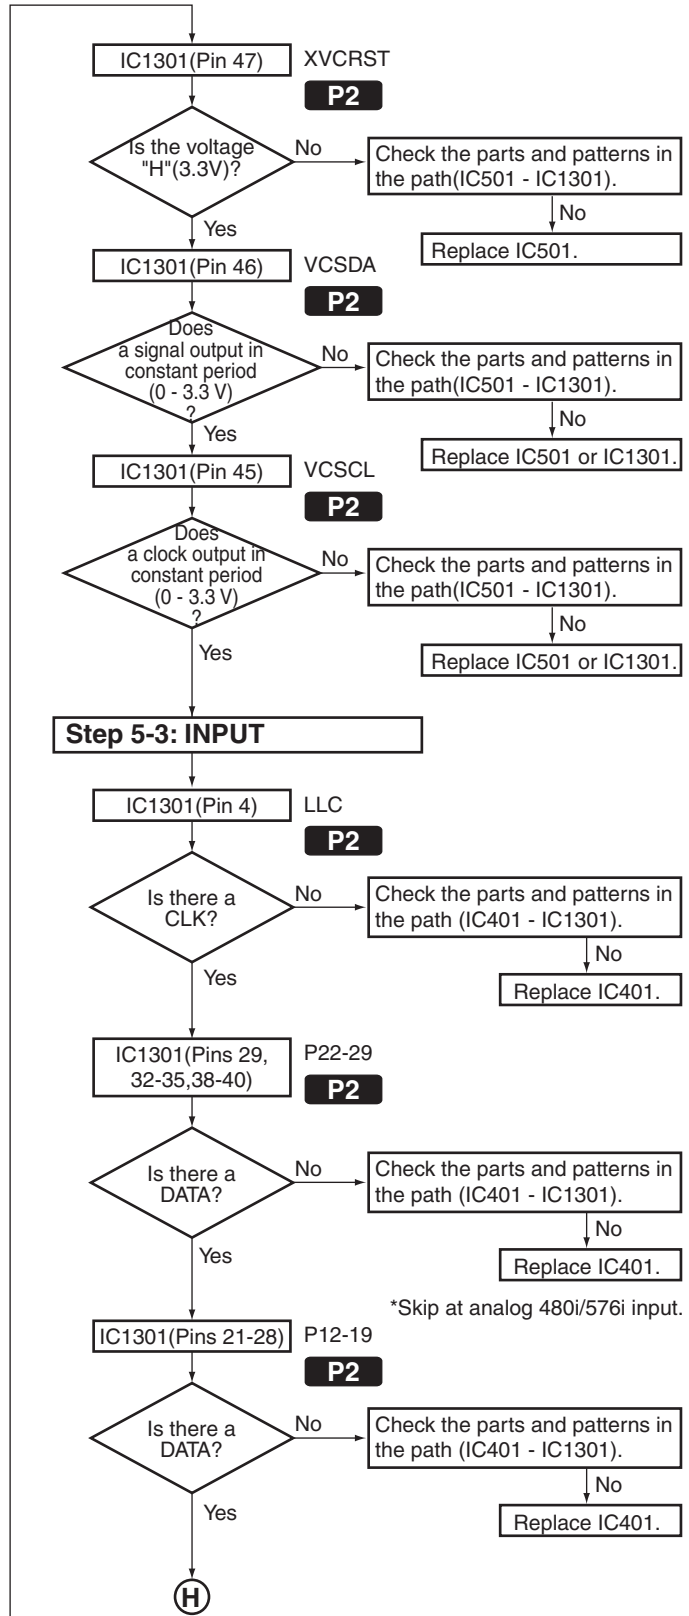 IC1301(Pin 47)
XVCRST
P2
Is the voltage
"H"(3.3V)?
No
Check the parts and patterns in
the path(IC501 - IC1301).
No
Replace IC501.
Yes
IC1301(Pin 46)
VCSDA
P2
Does
a signal output in
constant period
(0 - 3.3 V)
?
No
Check the parts and patterns in
the path(IC501 - IC1301).
No
Replace IC501 or IC1301.
Yes
IC1301(Pin 45)
VCSCL
P2
Does
a clock output in
constant period
(0 - 3.3 V)
?
No
Check the parts and patterns in
the path(IC501 - IC1301).
No
Replace IC501 or IC1301.
Yes
Step 5-3: INPUT
IC1301(Pin 4)
LLC
P2
Is there a
CLK?
No
Check the parts and patterns in
the path (IC401 - IC1301).
No
Replace IC401.
Yes
IC1301(Pins 29,
32-35,38-40)
P22-29
P2
Is there a
DATA?
No
Check the parts and patterns in
the path (IC401 - IC1301).
No
Replace IC401.
Yes
*Skip at analog 480i/576i input.
IC1301(Pins 21-28)
P12-19
P2
Is there a
DATA?
No
Check the parts and patterns in
the path (IC401 - IC1301).
No
Replace IC401.
Yes
H